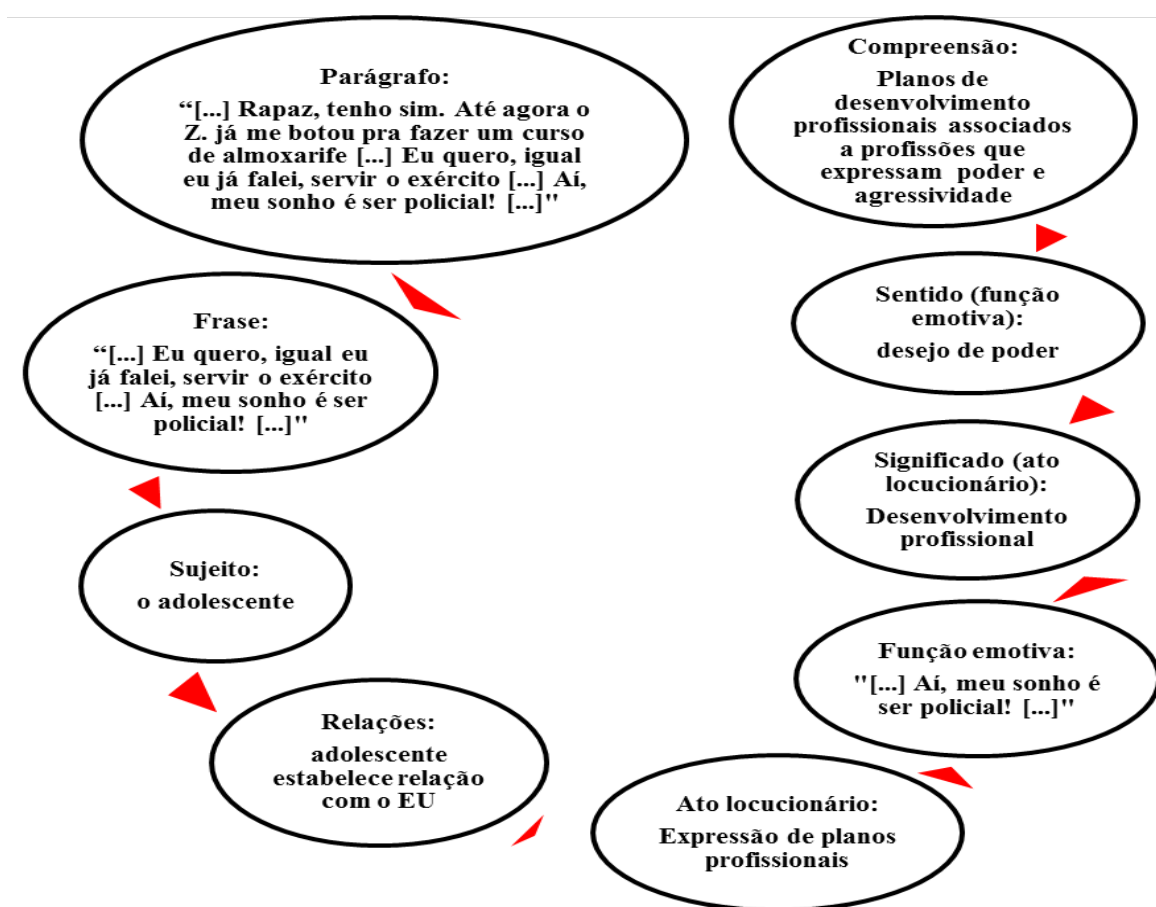 Parágrafo:
“[...] Rapaz, tenho sim. Até agora o
Z. já me botou pra fazer um curso
de almoxarife [...] Eu quero, igual
eu já falei, servir o exército [...] Aí,
meu sonho é ser policial! [...]"
Frase:
“[...] Eu quero, igual eu
já falei, servir o exército
[...] Aí, meu sonho é ser
policial! [...]"
Sujeito:
o adolescente
Relações:
adolescente
estabelece relação
com o EU
Ato locucionário:
Expressão de planos
profissionais
Função emotiva:
"[...] Aí, meu sonho é
ser policial! [...]"
Significado (ato
locucionário):
Desenvolvimento
profissional
Sentido (função
emotiva):
desejo de poder
Compreensão:
Planos de
desenvolvimento
profissionais associados
a profissões que
expressam poder e
agressividade